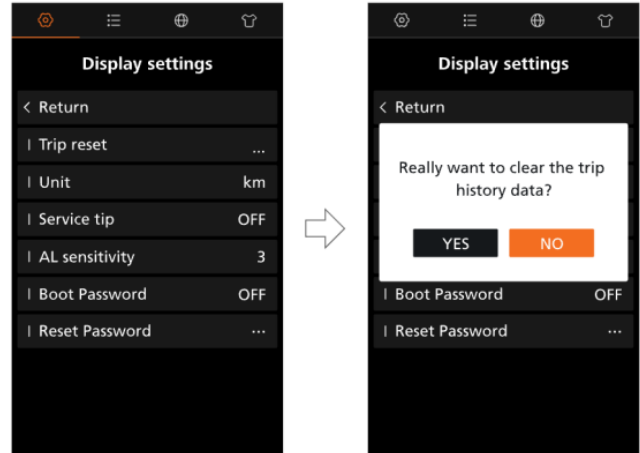 Display settings
< Return
Trip reset ...
Unit km
Service tip OFF
AL sensitivity 3
Boot Password OFF
Reset Password ...
Display settings
< Return
Really want to clear the trip
history data?
YES NO
Boot Password OFF
Reset Password ...